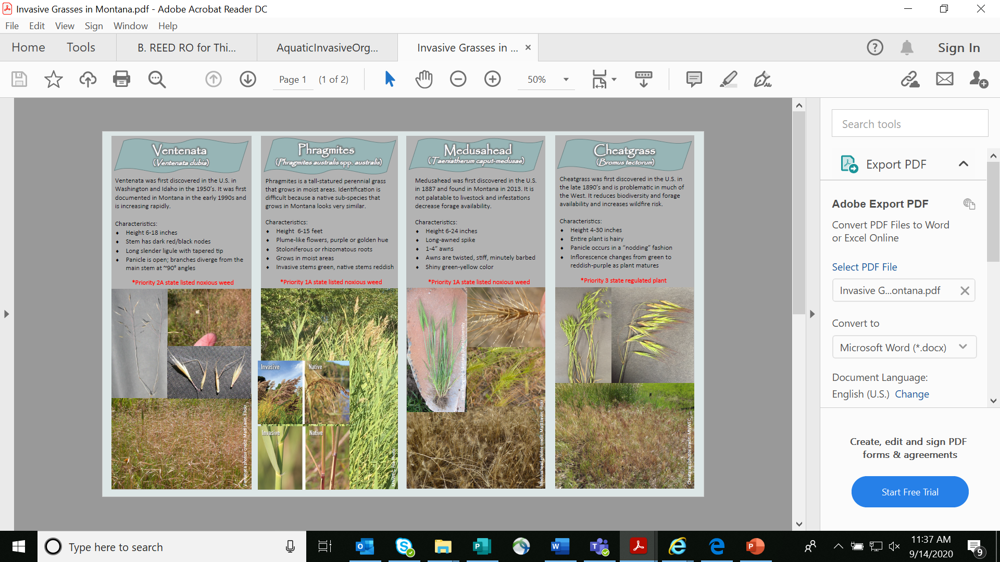 Invasive Grasses in Montana.pdf - Adobe Acrobat Reader DC
File Edit View Sign Window Help
Home Tools B. REED RO for Thi... AquaticInvasiveOrg... Invasive Grasses in ... Sign In
Page 1 (1 of 2) 50%
Ventenata
(Ventenata dubia)
Ventenata was first discovered in the U.S. in
Washington and Idaho in the 1950's. It was first
documented in Montana in the early 1990s and
is increasing rapidly.
Characteristics:
Height 6-18 inches
Stem has dark red/black nodes
Long slender ligule with tapered tip
Panicle is open; branches diverge from the
main stem at ~90° angles
*Priority 2A state listed noxious weed
Ventenata photos credit: Matt Lavin, Flickr
Phragmites
(Phragmites australis spp. australis)
Phragmites is a tall-statured perennial grass
that grows in moist areas. Identification is
difficult because a native sub-species that
grows in Montana looks very similar.
Characteristics:
Height 6-15 feet
Plume-like flowers, purple or golden hue
Stoloniferous or rhizomatous roots
Grows in moist areas
Invasive stems green, native stems reddish
*Priority 1A state listed noxious weed
Invasive Native
Invasive Native
Medusahead
(Taeniatherum caput-medusae)
Medusahead was first discovered in the U.S.
in 1887 and found in Montana in 2013. It is
not palatable to livestock and infestations
decrease forage availability.
Characteristics:
Height 6-24 inches
Long-awned spike
1-4" awns
Awns are twisted, stiff, minutely barbed
Shiny green-yellow color
*Priority 1A state listed noxious weed
Montana State University
Medusahead photos credit: Matt Lavin, Flickr
Cheatgrass
(Bromus tectorum)
Cheatgrass was first discovered in the U.S. in
the late 1890's and is problematic in much of
the West. It reduces biodiversity and forage
availability and increases wildfire risk.
Characteristics:
Height 4-30 inches
Entire plant is hairy
Panicle occurs in a "nodding" fashion
Inflorescence changes from green to
reddish-purple as plant matures
*Priority 3 state regulated plant
Cheatgrass photos credit: MNWEC
Search tools
Export PDF
Adobe Export PDF
Convert PDF Files to Word
or Excel Online
Select PDF File
Invasive G...ontana.pdf
Convert to
Microsoft Word (*.docx)
Document Language:
English (U.S.) Change
Create, edit and sign PDF
forms & agreements
Start Free Trial
Type here to search
11:37 AM
9/14/2020
9